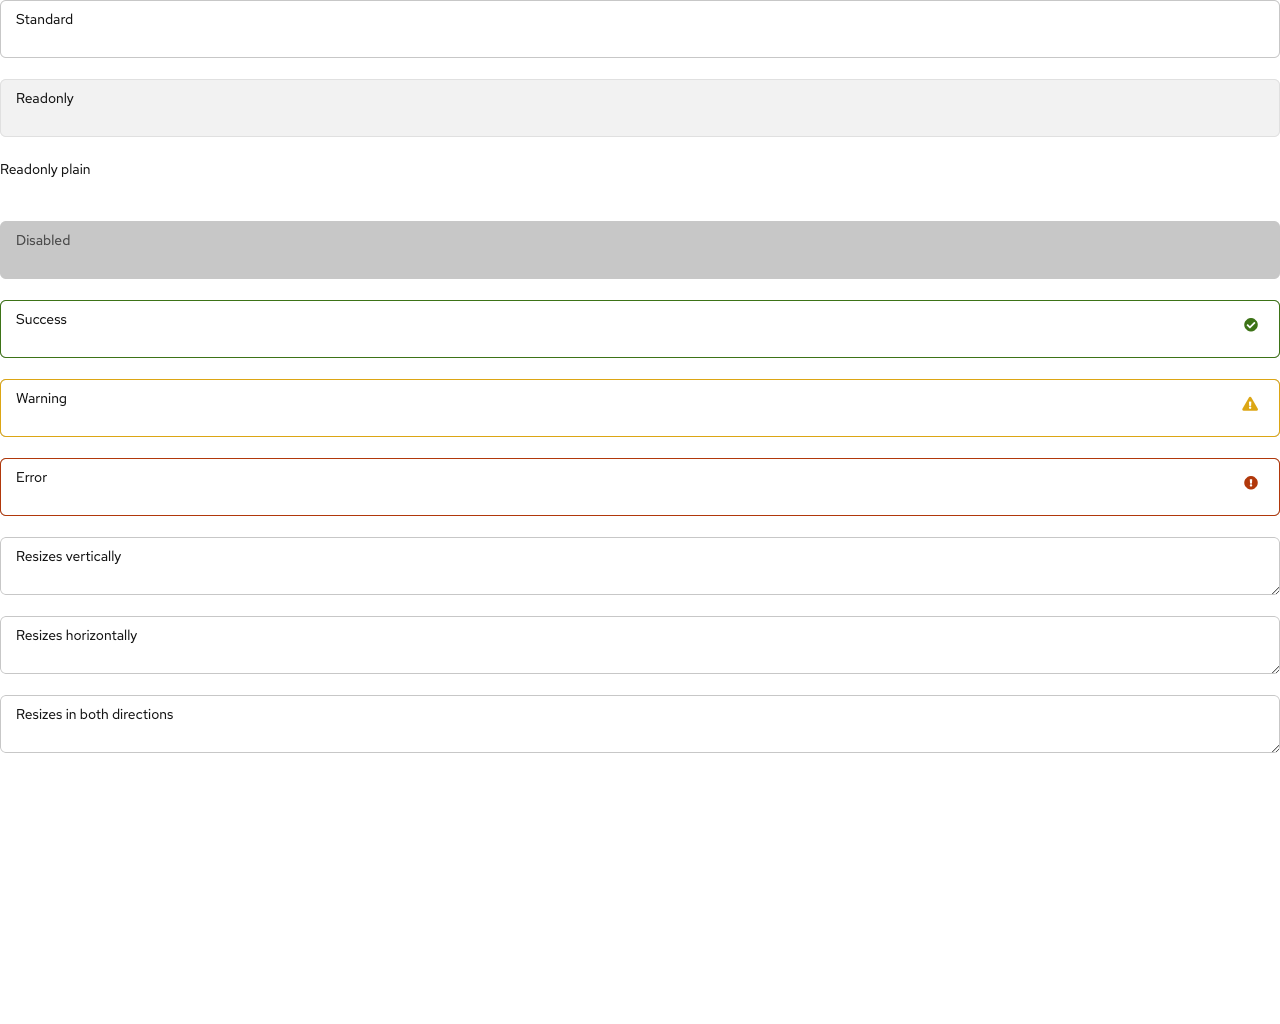 Standard
Readonly
Readonly plain
Disabled
Success
Warning
Error
Resizes vertically
Resizes horizontally
Resizes in both directions